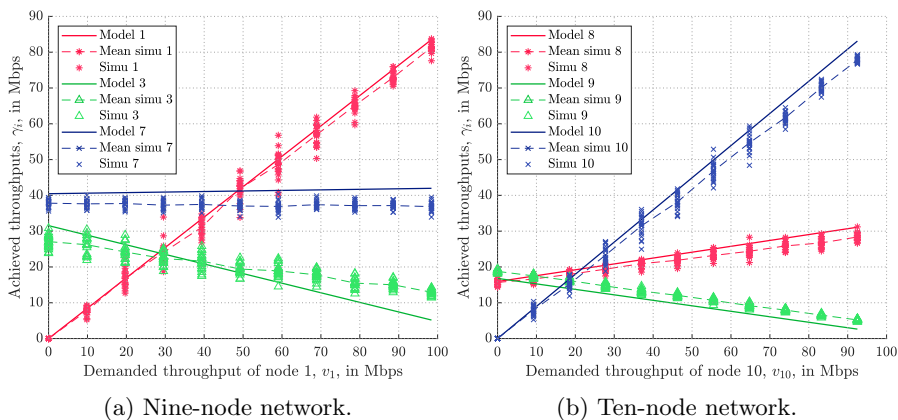 90
80
70
60
50
40
30
20
10
0
Achieved throughputs, γᵢ, in Mbps
Model 1
Mean simu 1
Simu 1
Model 3
Mean simu 3
Simu 3
Model 7
Mean simu 7
Simu 7
0 10 20 30 40 50 60 70 80 90 100
Demanded throughput of node 1, v₁, in Mbps
(a) Nine-node network.
90
80
70
60
50
40
30
20
10
0
Achieved throughputs, γᵢ, in Mbps
Model 8
Mean simu 8
Simu 8
Model 9
Mean simu 9
Simu 9
Model 10
Mean simu 10
Simu 10
0 10 20 30 40 50 60 70 80 90 100
Demanded throughput of node 10, v₁₀, in Mbps
(b) Ten-node network.